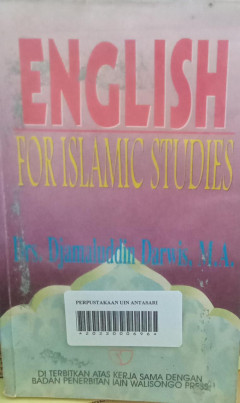 ENGLISH
FOR ISLAMIC STUDIES
Drs. Djamaluddin Darwis, M.A.
PERPUSTAKAAN UIN ANTASARI
DI TERBITKAN ATAS KERJA SAMA DENGAN
BADAN PENERBITAN IAIN WALISONGO PRESS